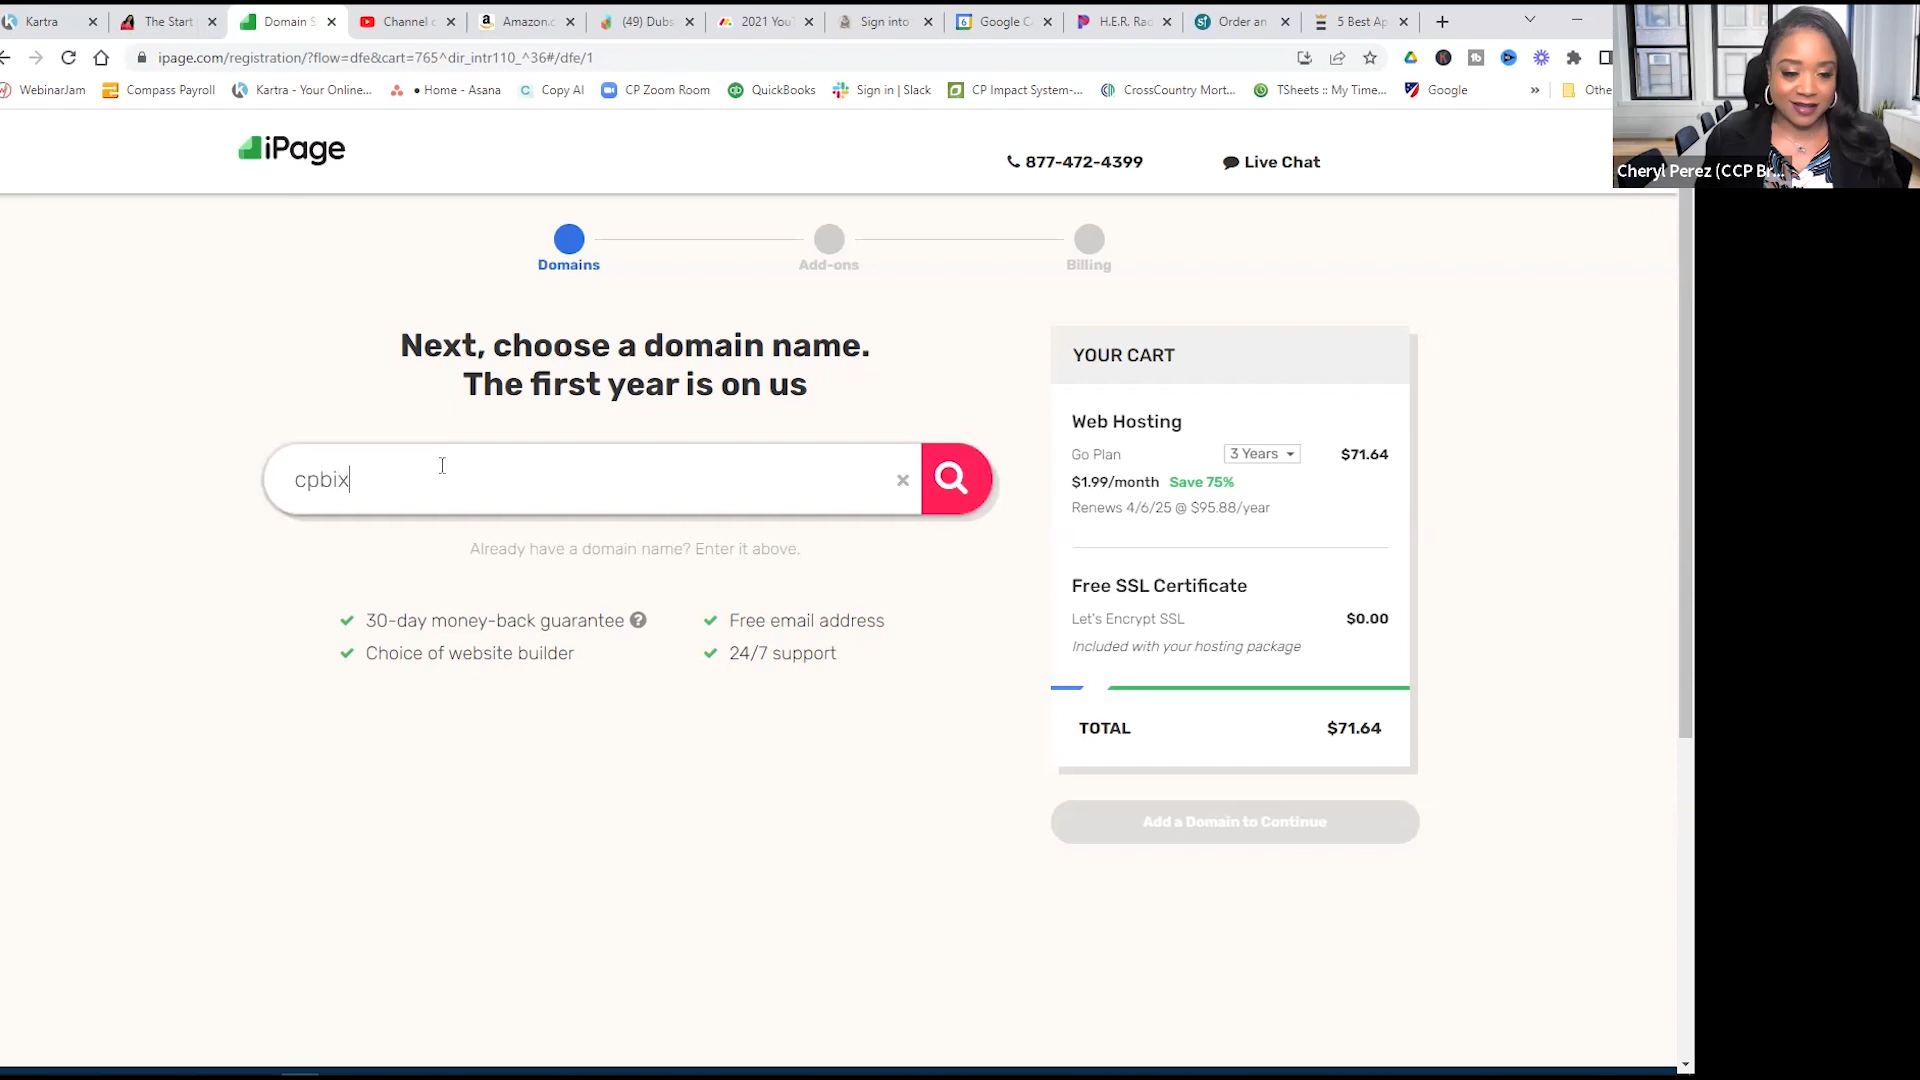 Kartra
The Start
Domain S
Channel c
Amazon.c
(49) Dubs
2021 You
Sign into
Google C
H.E.R. Rad
Order an
5 Best Ap
ipage.com/registration/?flow=dfe&cart=765^dir_intr110_^36#/dfe/1
WebinarJam
Compass Payroll
Kartra - Your Online...
• Home - Asana
Copy AI
CP Zoom Room
QuickBooks
Sign in | Slack
CP Impact System-...
CrossCountry Mort...
TSheets :: My Time...
Google
»
Othe
Cheryl Perez (CCP Br...
iPage
877-472-4399
Live Chat
Domains
Add-ons
Billing
Next, choose a domain name.
The first year is on us
cpbix
Already have a domain name? Enter it above.
30-day money-back guarantee
Free email address
Choice of website builder
24/7 support
YOUR CART
Web Hosting
Go Plan 3 Years $71.64
$1.99/month Save 75%
Renews 4/6/25 @ $95.88/year
Free SSL Certificate
Let's Encrypt SSL $0.00
Included with your hosting package
TOTAL $71.64
Add a Domain to Continue